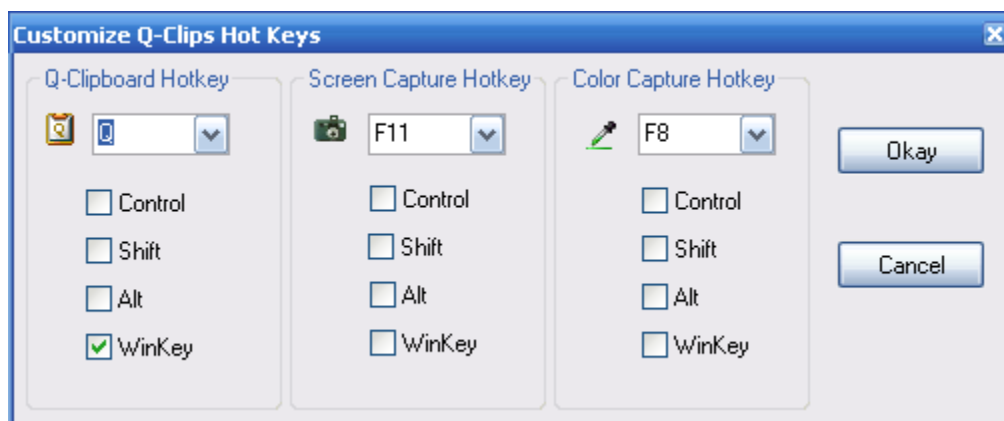 Customize Q-Clips Hot Keys
Q-Clipboard Hotkey
Q
Control
Shift
Alt
WinKey
Screen Capture Hotkey
F11
Control
Shift
Alt
WinKey
Color Capture Hotkey
F8
Control
Shift
Alt
WinKey
Okay
Cancel